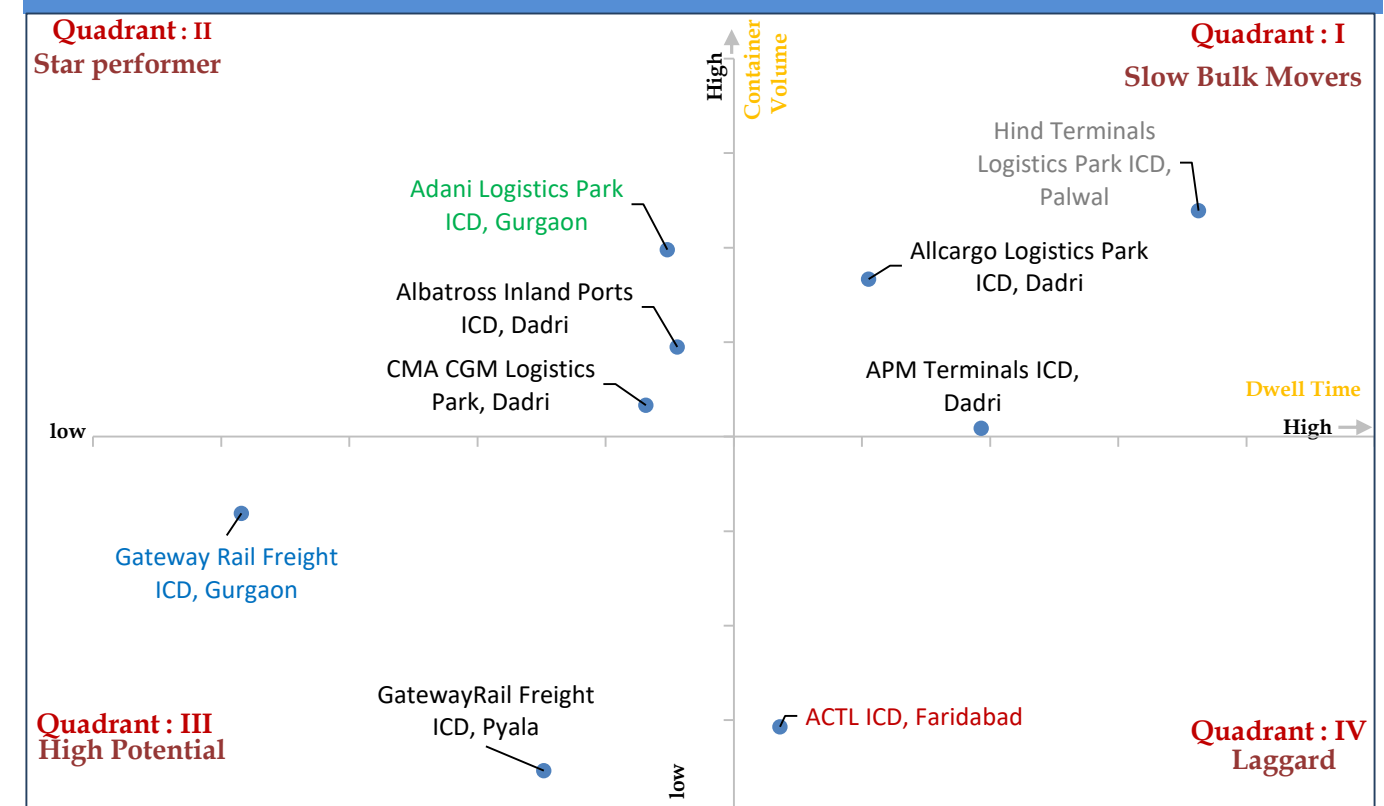 Quadrant : II
Star performer
Quadrant : I
Slow Bulk Movers
High
Container
Volume
Hind Terminals
Logistics Park ICD,
Palwal
Adani Logistics Park
ICD, Gurgaon
Allcargo Logistics Park
ICD, Dadri
Albatross Inland Ports
ICD, Dadri
CMA CGM Logistics
Park, Dadri
APM Terminals ICD,
Dadri
Dwell Time
low
High
Gateway Rail Freight
ICD, Gurgaon
GatewayRail Freight
ICD, Pyala
ACTL ICD, Faridabad
Quadrant : III
High Potential
low
Quadrant : IV
Laggard